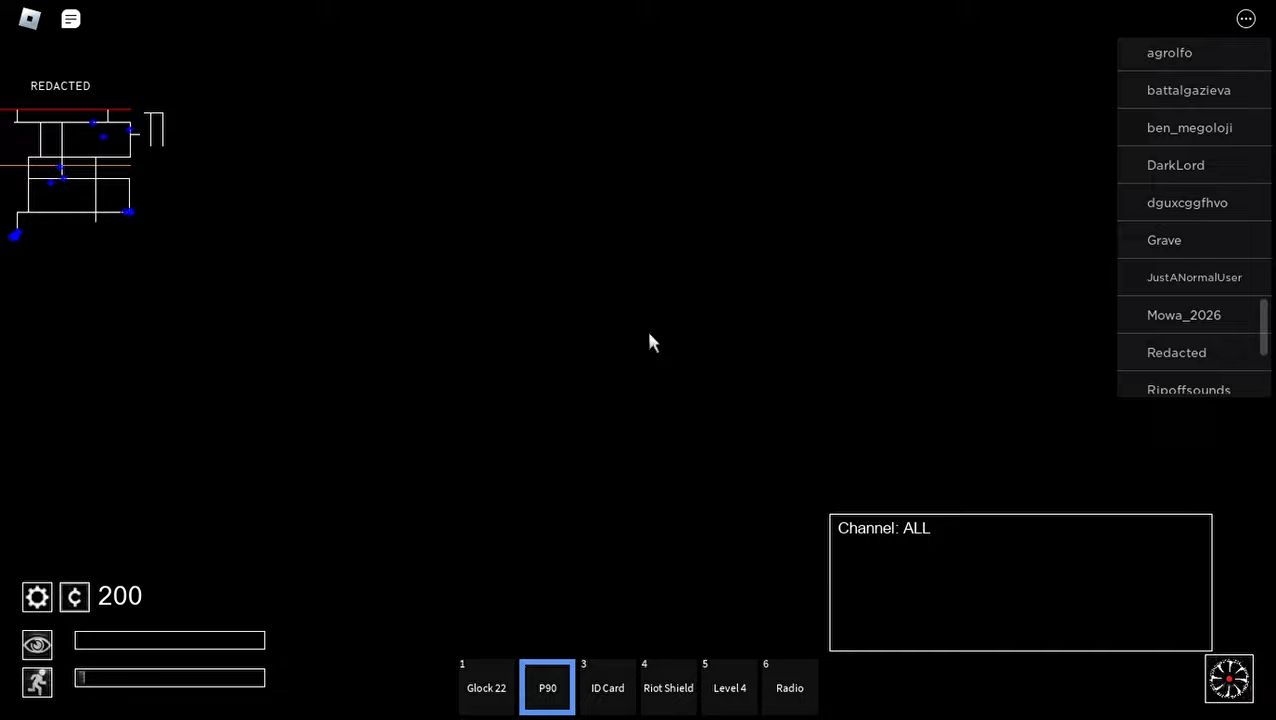 REDACTED
agrolfo
battalgazieva
ben_megoloji
DarkLord
dguxcggfhvo
Grave
JustANormalUser
Mowa_2026
Redacted
Ripoffsounds
Channel: ALL
¢ 200
1
Glock 22
P90
3
ID Card
4
Riot Shield
5
Level 4
6
Radio